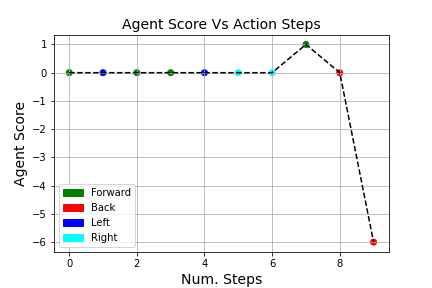 Agent Score Vs Action Steps
1
0
−1
−2
−3
−4
−5
−6
Agent Score
Forward
Back
Left
Right
0 2 4 6 8
Num. Steps